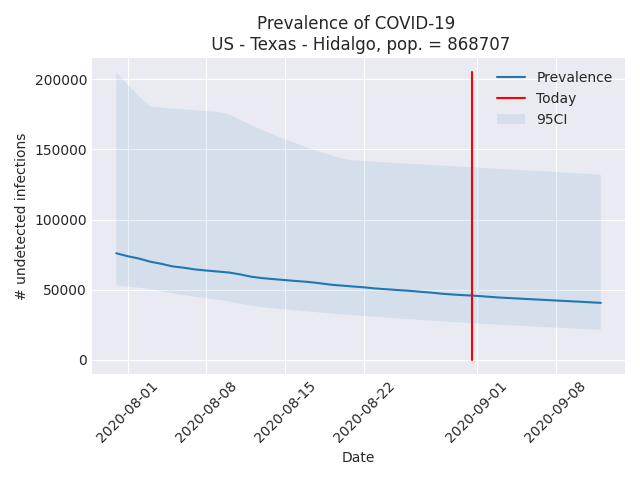 Prevalence of COVID-19
US - Texas - Hidalgo, pop. = 868707
Prevalence
Today
95CI
# undetected infections
200000
150000
100000
50000
0
2020-08-01
2020-08-08
2020-08-15
2020-08-22
2020-09-01
2020-09-08
Date